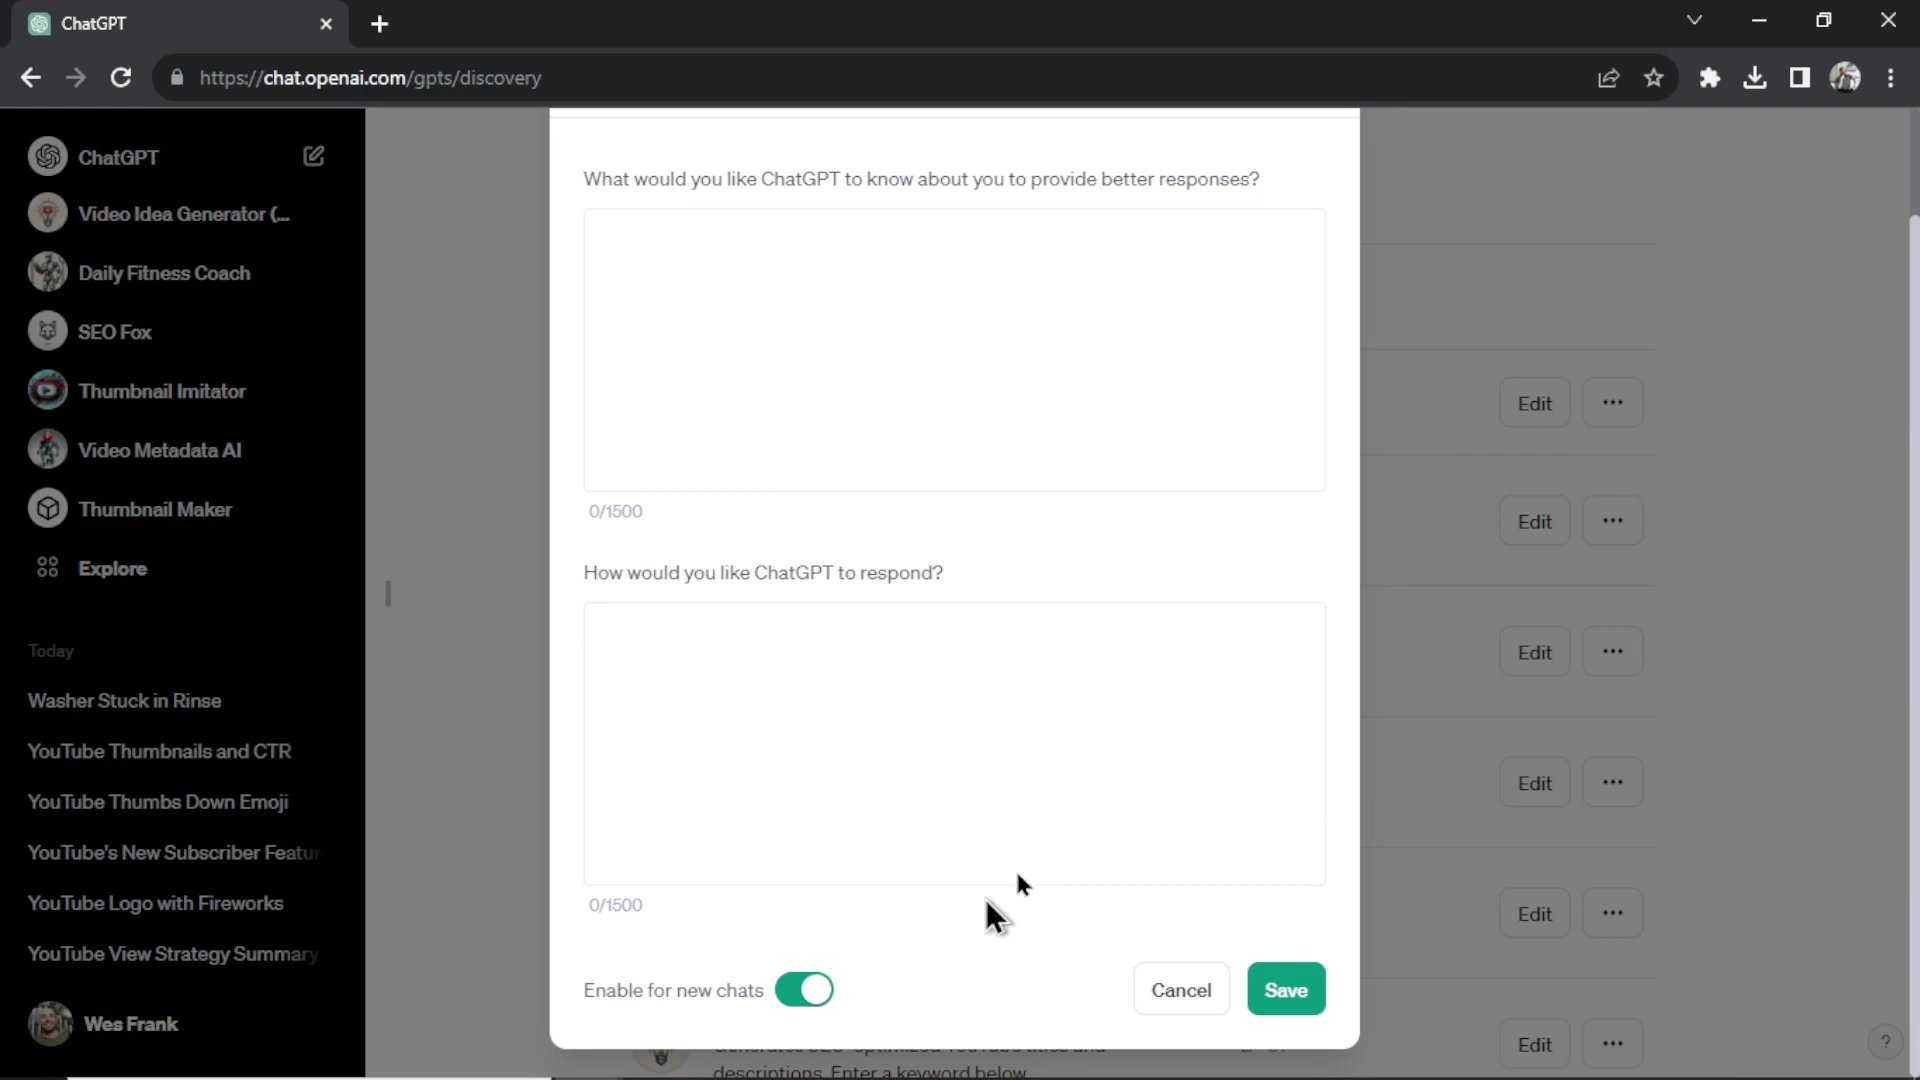 ChatGPT
https://chat.openai.com/gpts/discovery
ChatGPT
Video Idea Generator (...
Daily Fitness Coach
SEO Fox
Thumbnail Imitator
Video Metadata AI
Thumbnail Maker
Explore
Today
Washer Stuck in Rinse
YouTube Thumbnails and CTR
YouTube Thumbs Down Emoji
YouTube's New Subscriber Featur
YouTube Logo with Fireworks
YouTube View Strategy Summary
Wes Frank
What would you like ChatGPT to know about you to provide better responses?
0/1500
How would you like ChatGPT to respond?
0/1500
Enable for new chats
Cancel
Save
Edit
Edit
Edit
Edit
Edit
Edit
?
descriptions. Enter a keyword below